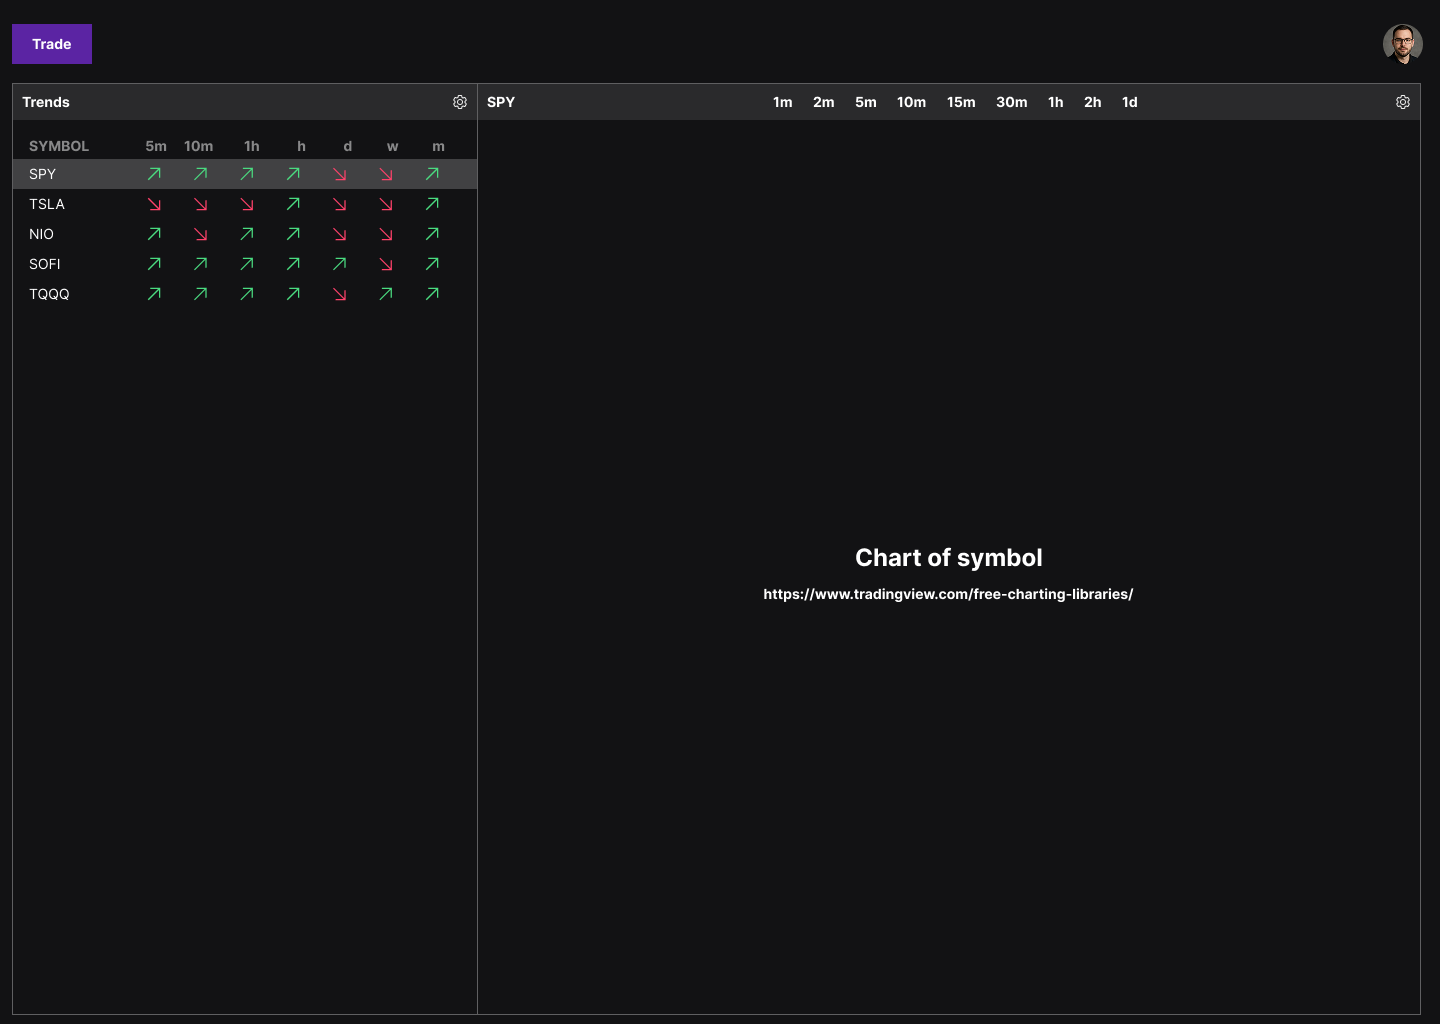 Trade
Trends
SPY 1m 2m 5m 10m 15m 30m 1h 2h 1d
SYMBOL 5m 10m 1h h d w m
SPY
TSLA
NIO
SOFI
TQQQ
Chart of symbol
https://www.tradingview.com/free-charting-libraries/